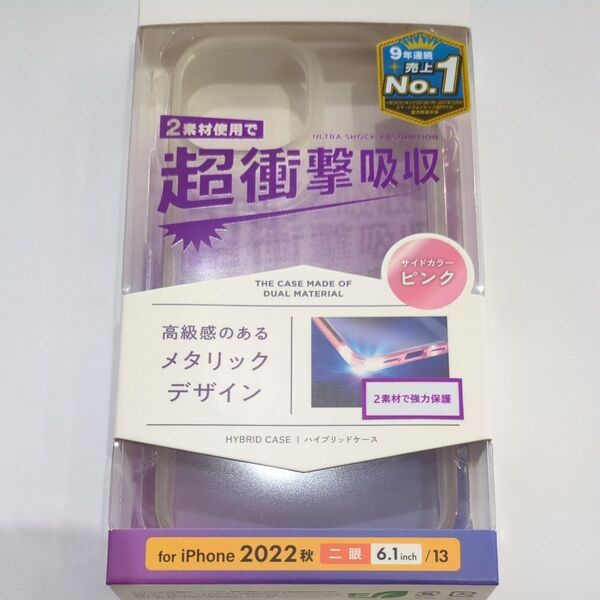 9年連続
売上
No.1
2素材使用で
ULTRA SHOCK ABSORPTION
超衝撃吸収
THE CASE MADE OF
DUAL MATERIAL
サイドカラー
ピンク
高級感のある
メタリック
デザイン
2素材で強力保護
HYBRID CASE | ハイブリッドケース
for iPhone 2022秋 二眼 6.1inch /13